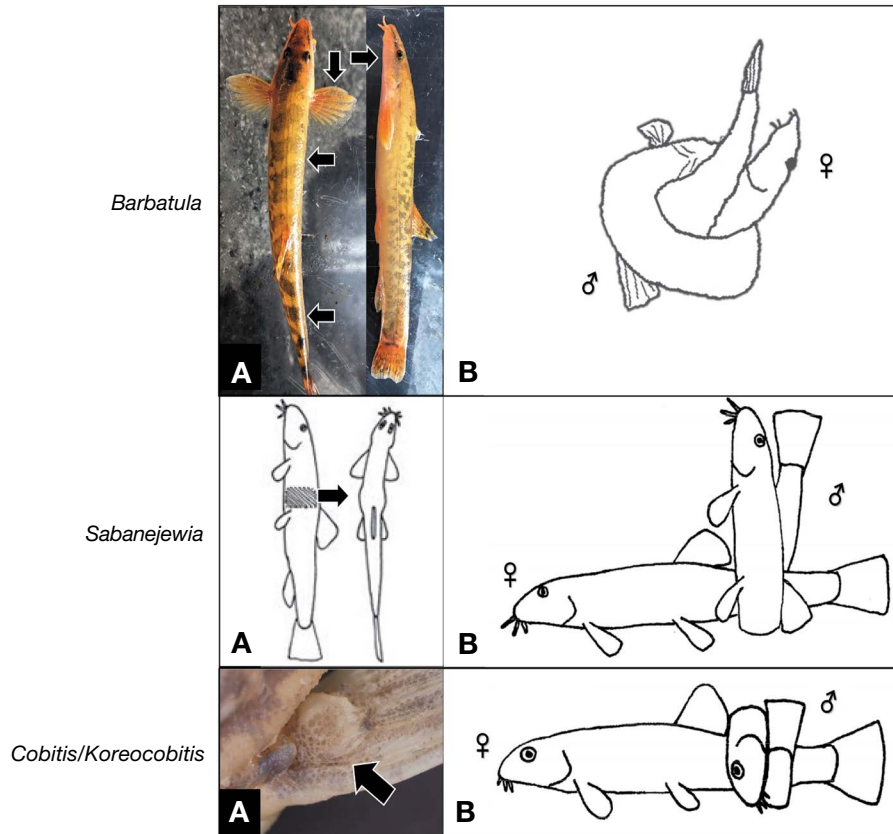 Barbatula
A
B
♀
♂
Sabanejewia
A
B
♀
♂
Cobitis/Koreocobitis
A
B
♀
♂